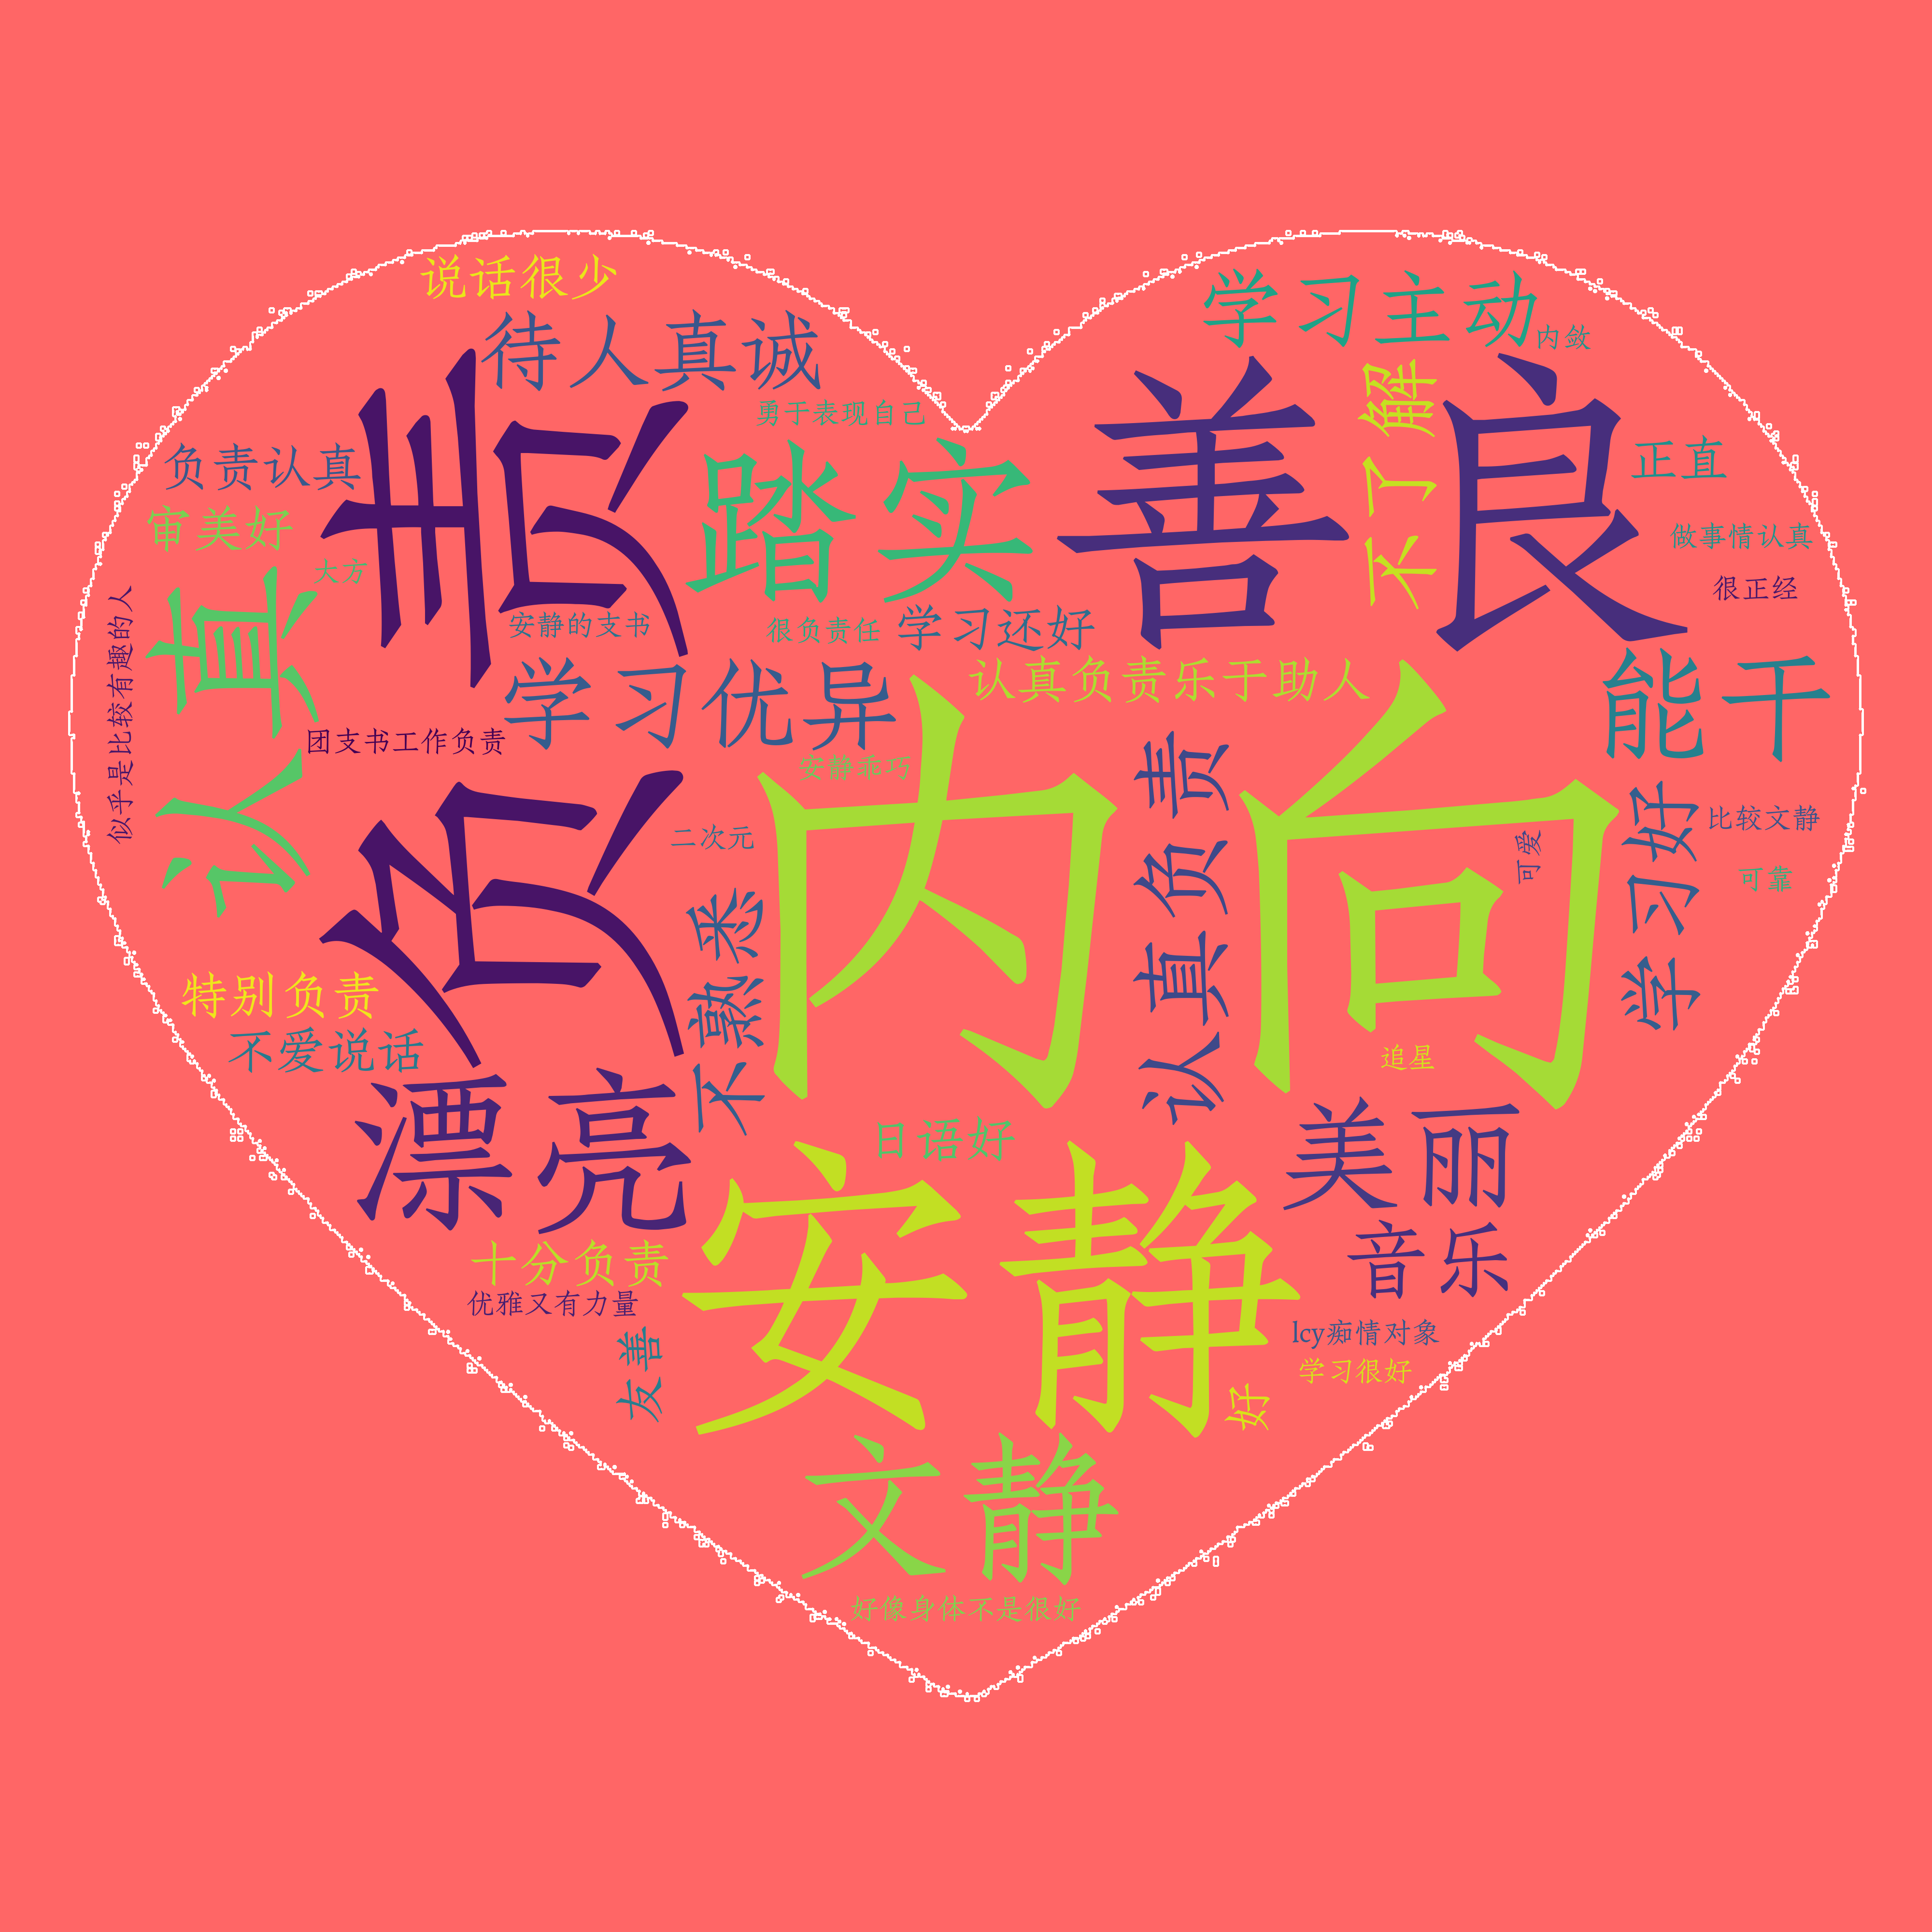 说话很少
学习主动
待人真诚
内敛
勇于表现自己
不了解
善良
负责
踏实
负责认真
正直
审美好
做事情认真
大方
很正经
认真
似乎是比较有趣的人
安静的支书
很负责任
学习还好
学习优异
认真负责乐于助人
能干
团支书工作负责
内向
安静乖巧
认真负责
学习好
比较文静
二次元
可爱
可靠
不熟悉
特别负责
不爱说话
追星
漂亮
日语好
美丽
安静
音乐
十分负责
优雅又有力量
lcy痴情对象
友善
学习很好
好
文静
好像身体不是很好